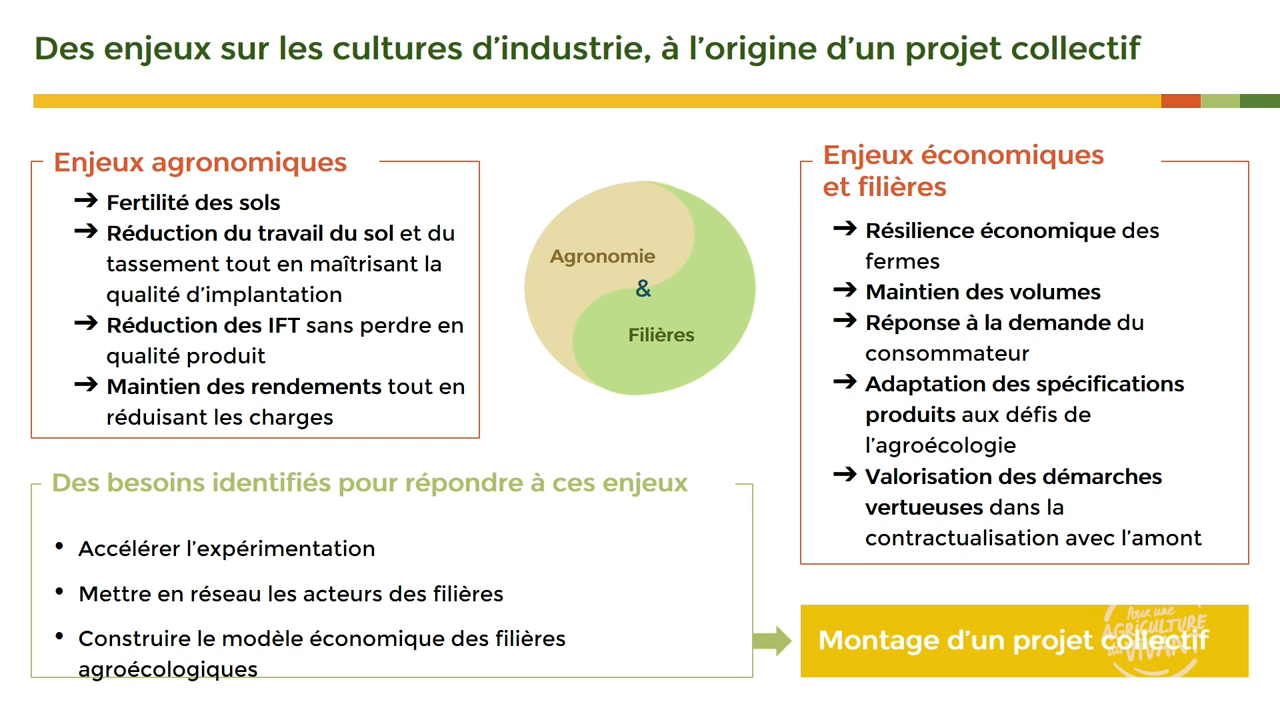 Des enjeux sur les cultures d’industrie, à l’origine d’un projet collectif
Enjeux agronomiques
➔ Fertilité des sols
➔ Réduction du travail du sol et du
tassement tout en maîtrisant la
qualité d’implantation
➔ Réduction des IFT sans perdre en
qualité produit
➔ Maintien des rendements tout en
réduisant les charges
Agronomie
&
Filières
Enjeux économiques
et filières
➔ Résilience économique des
fermes
➔ Maintien des volumes
➔ Réponse à la demande du
consommateur
➔ Adaptation des spécifications
produits aux défis de
l’agroécologie
➔ Valorisation des démarches
vertueuses dans la
contractualisation avec l’amont
Des besoins identifiés pour répondre à ces enjeux
• Accélérer l’expérimentation
• Mettre en réseau les acteurs des filières
• Construire le modèle économique des filières
agroécologiques
Montage d’un projet collectif
Pour une
AGRICULTURE
du VIVANT